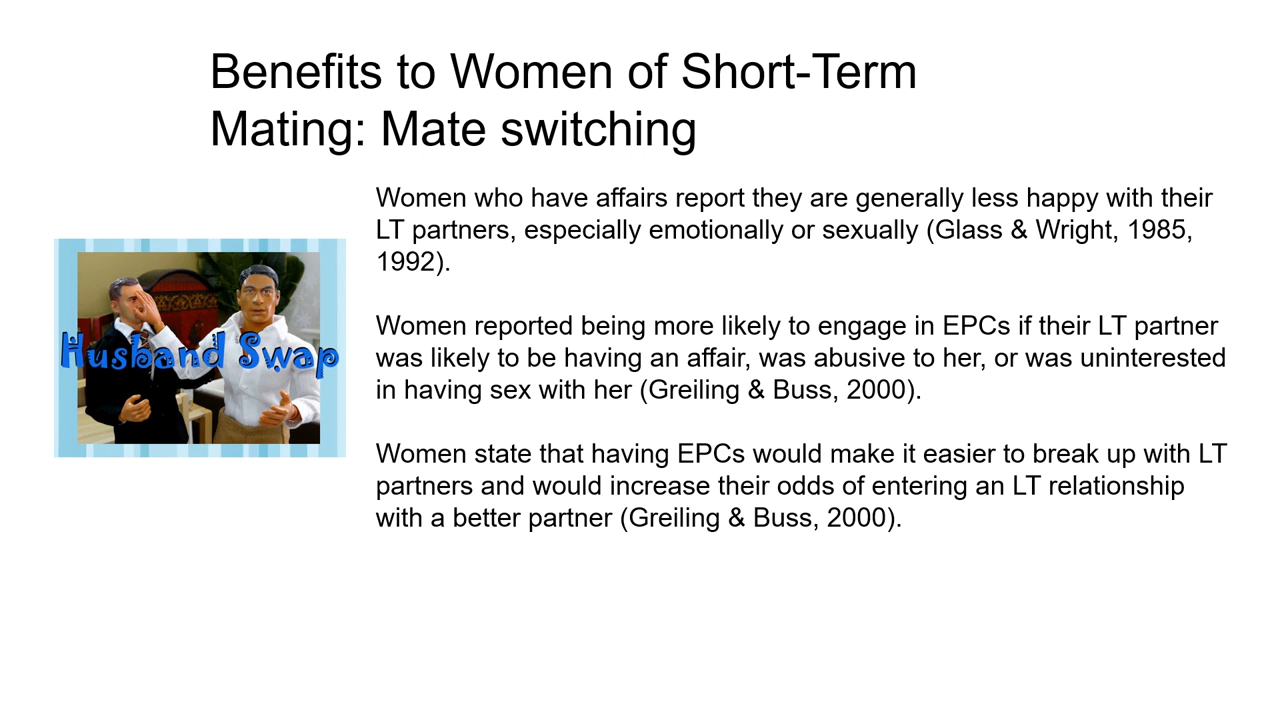 Benefits to Women of Short-Term
Mating: Mate switching
Women who have affairs report they are generally less happy with their
LT partners, especially emotionally or sexually (Glass & Wright, 1985,
1992).
Husband Swap
Women reported being more likely to engage in EPCs if their LT partner
was likely to be having an affair, was abusive to her, or was uninterested
in having sex with her (Greiling & Buss, 2000).
Women state that having EPCs would make it easier to break up with LT
partners and would increase their odds of entering an LT relationship
with a better partner (Greiling & Buss, 2000).